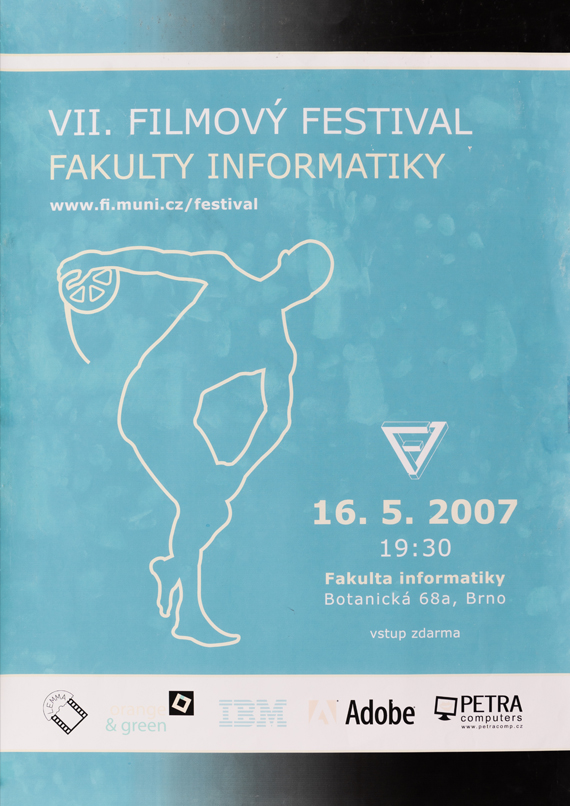 VII. FILMOVÝ FESTIVAL
FAKULTY INFORMATIKY
www.fi.muni.cz/festival
16. 5. 2007
19:30
Fakulta informatiky
Botanická 68a, Brno
vstup zdarma
LEMMA
orange
& green
IBM
Adobe
PETRA
computers
www.petracomp.cz